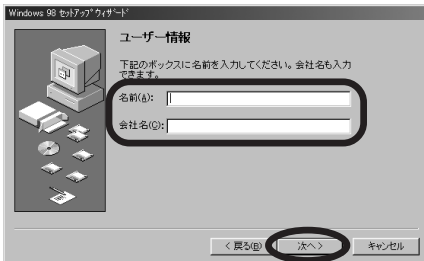 Windows 98 ｾｯﾄｱｯﾌﾟ ｳｨｻﾞｰﾄﾞ
ユーザー情報
下記のボックスに名前を入力してください。会社名も入力
できます。
名前(A):
会社名(C):
< 戻る(B) 次へ > キャンセル